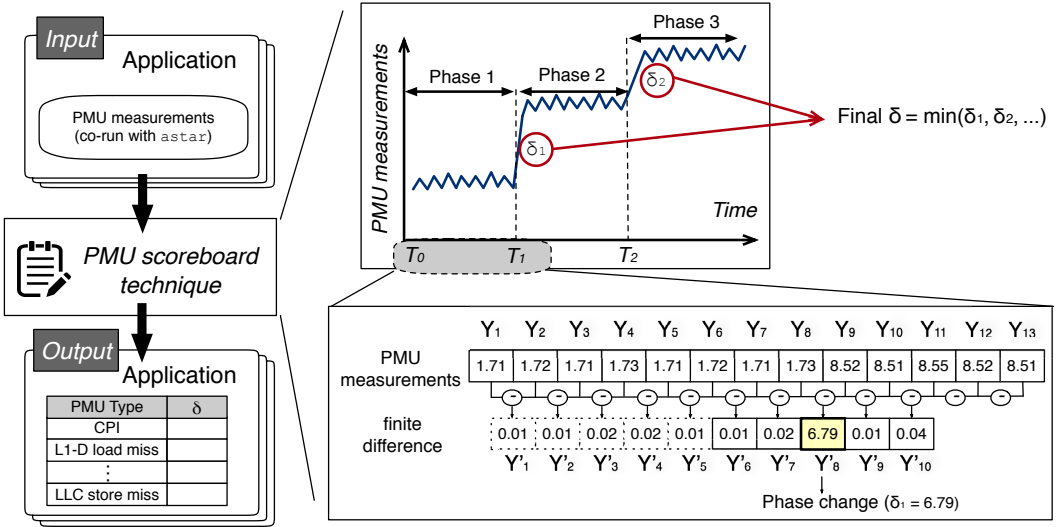 Input
Application
PMU measurements
(co-run with astar)
PMU scoreboard
technique
Output
Application
PMU Type δ
CPI
L1-D load miss
⋮ ⋮
LLC store miss
PMU measurements
Phase 1
Phase 2
Phase 3
δ1
δ2
Time
T0 T1 T2
Final δ = min(δ1, δ2, ...)
Y1 Y2 Y3 Y4 Y5 Y6 Y7 Y8 Y9 Y10 Y11 Y12 Y13
PMU
measurements
1.71 1.72 1.71 1.73 1.71 1.72 1.71 1.73 8.52 8.51 8.55 8.52 8.51
- - - - - - - - - - - -
finite
difference
0.01 0.01 0.02 0.02 0.01 0.01 0.02 6.79 0.01 0.04
Y'1 Y'2 Y'3 Y'4 Y'5 Y'6 Y'7 Y'8 Y'9 Y'10
Phase change (δ1 = 6.79)